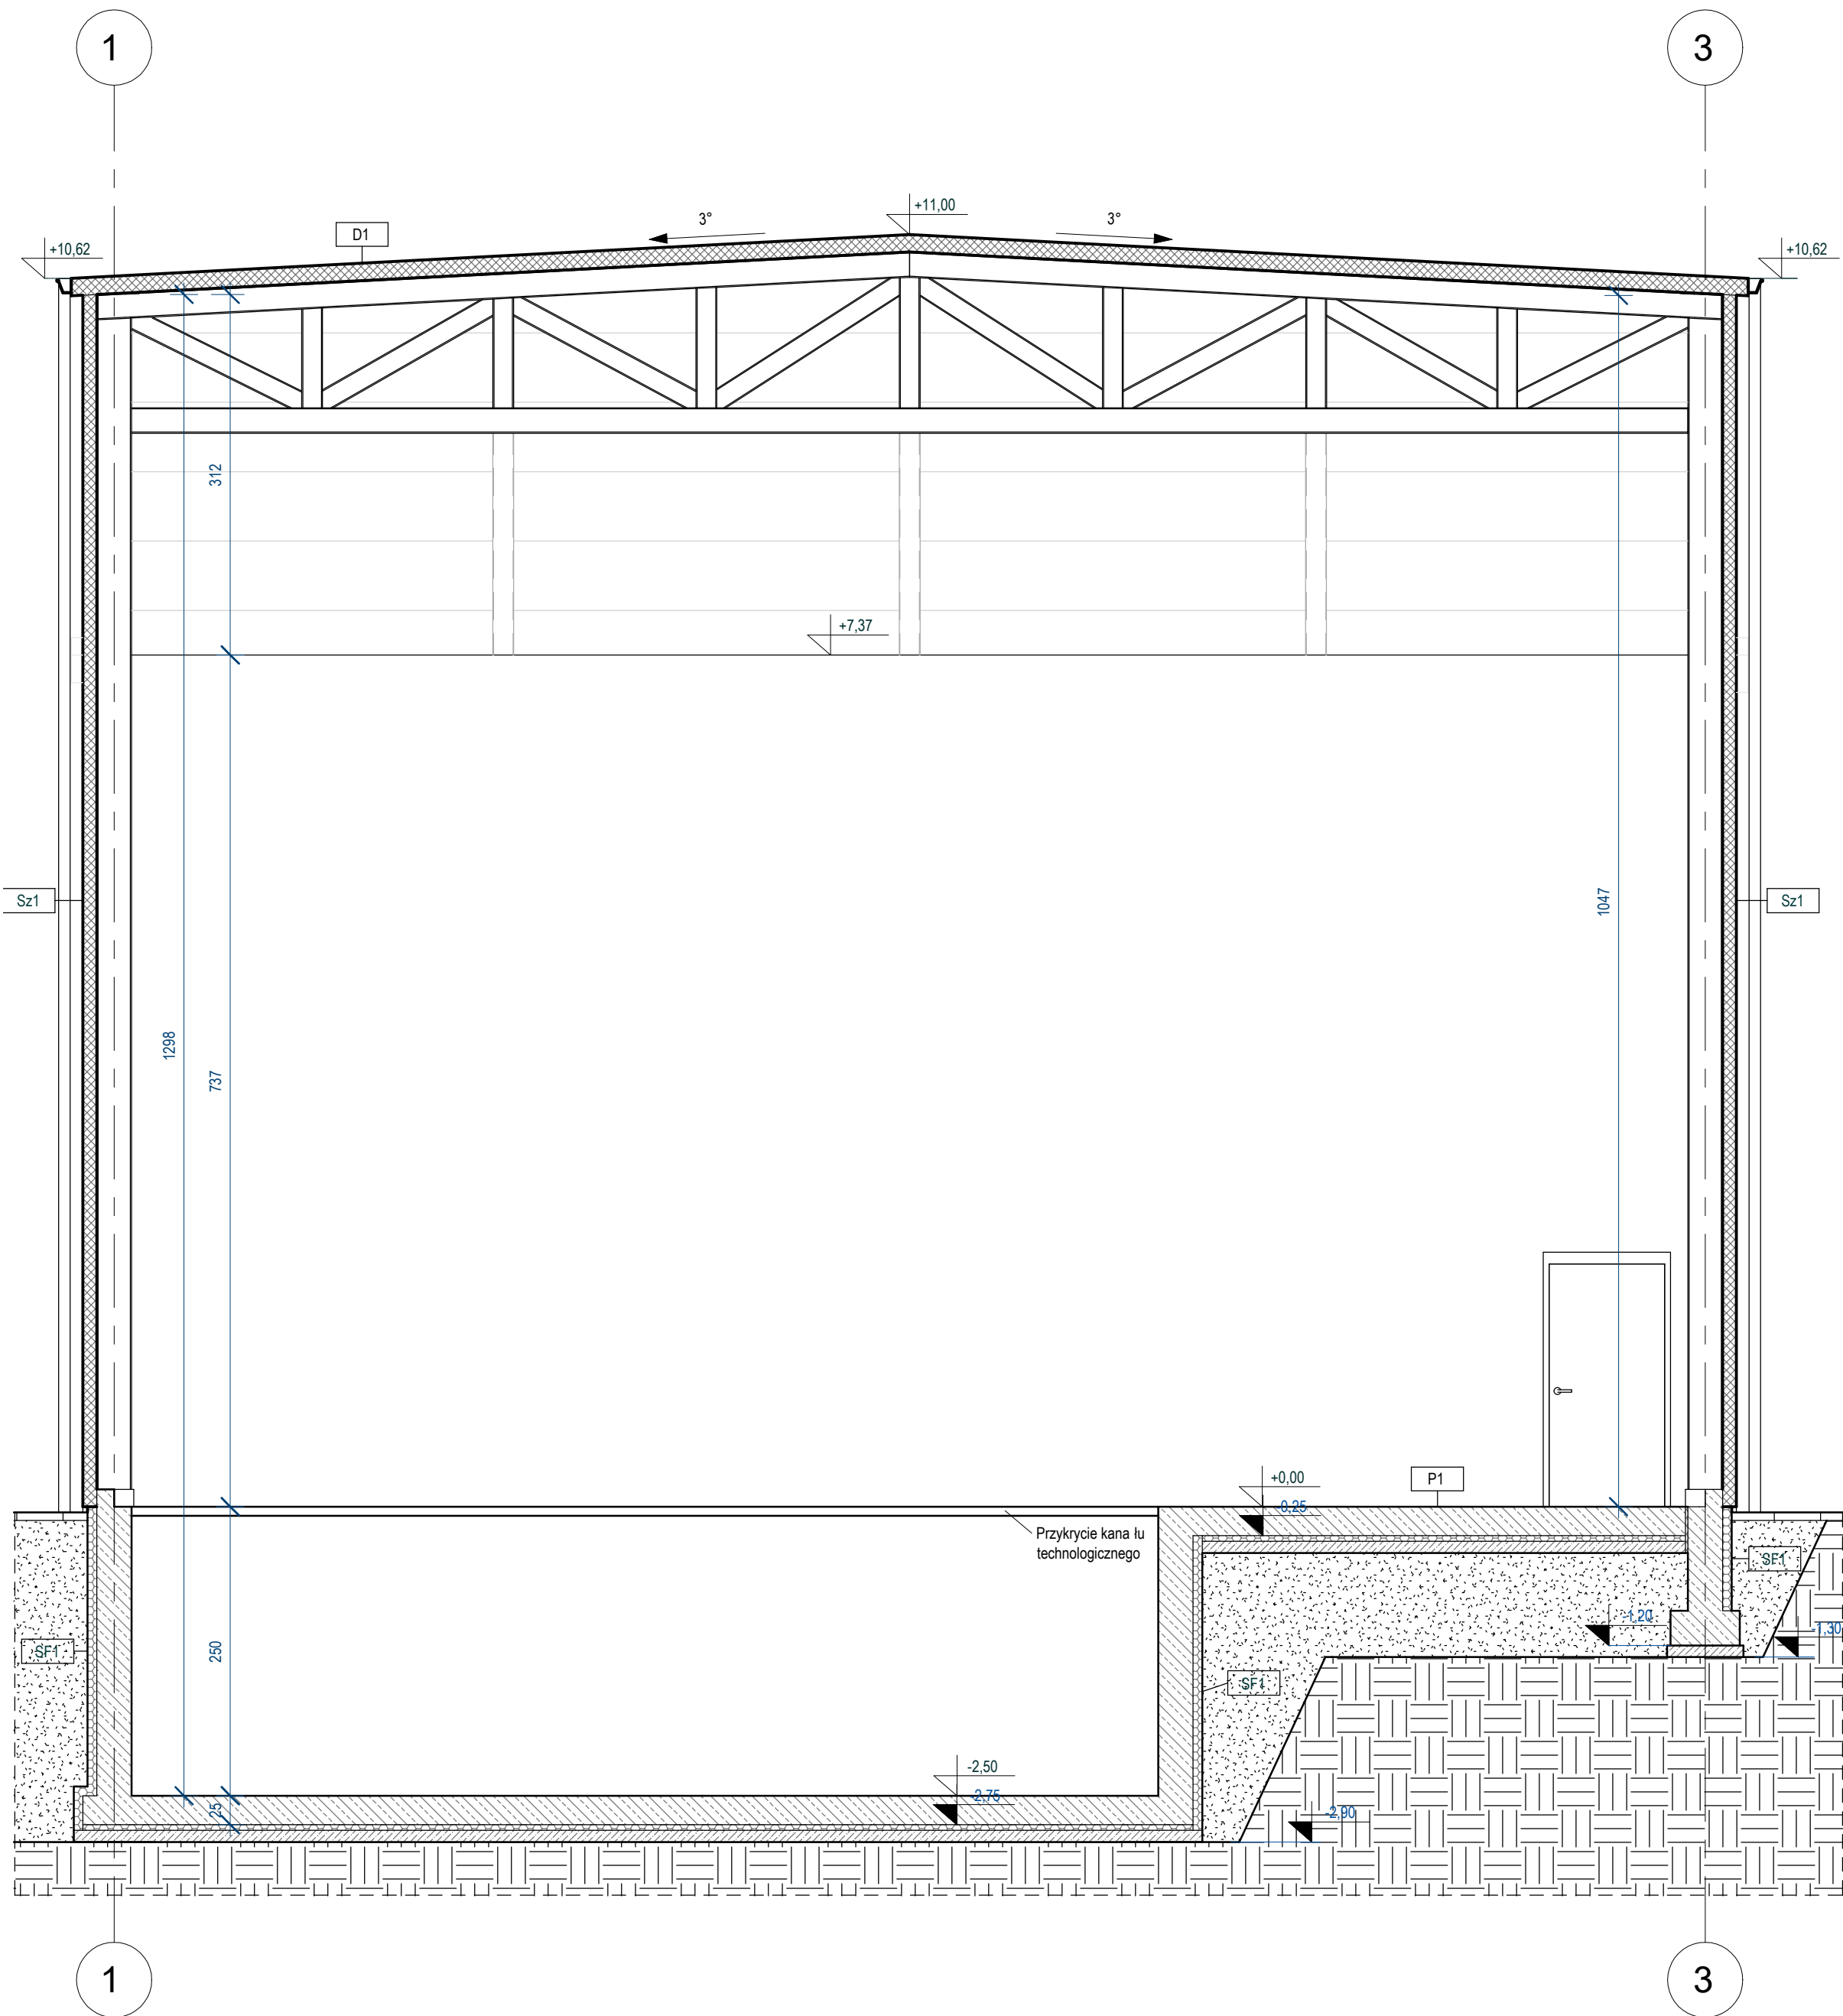 1
3
+11,00
3°
3°
D1
+10,62
+10,62
312
+7,37
Sz1
1047
Sz1
1298
737
+0,00
P1
-0,25
Przykrycie kana łu
technologicznego
SF1
-1,20
-1,30
SF1
250
SF1
-2,50
-2,75
25
-2,90
1
3